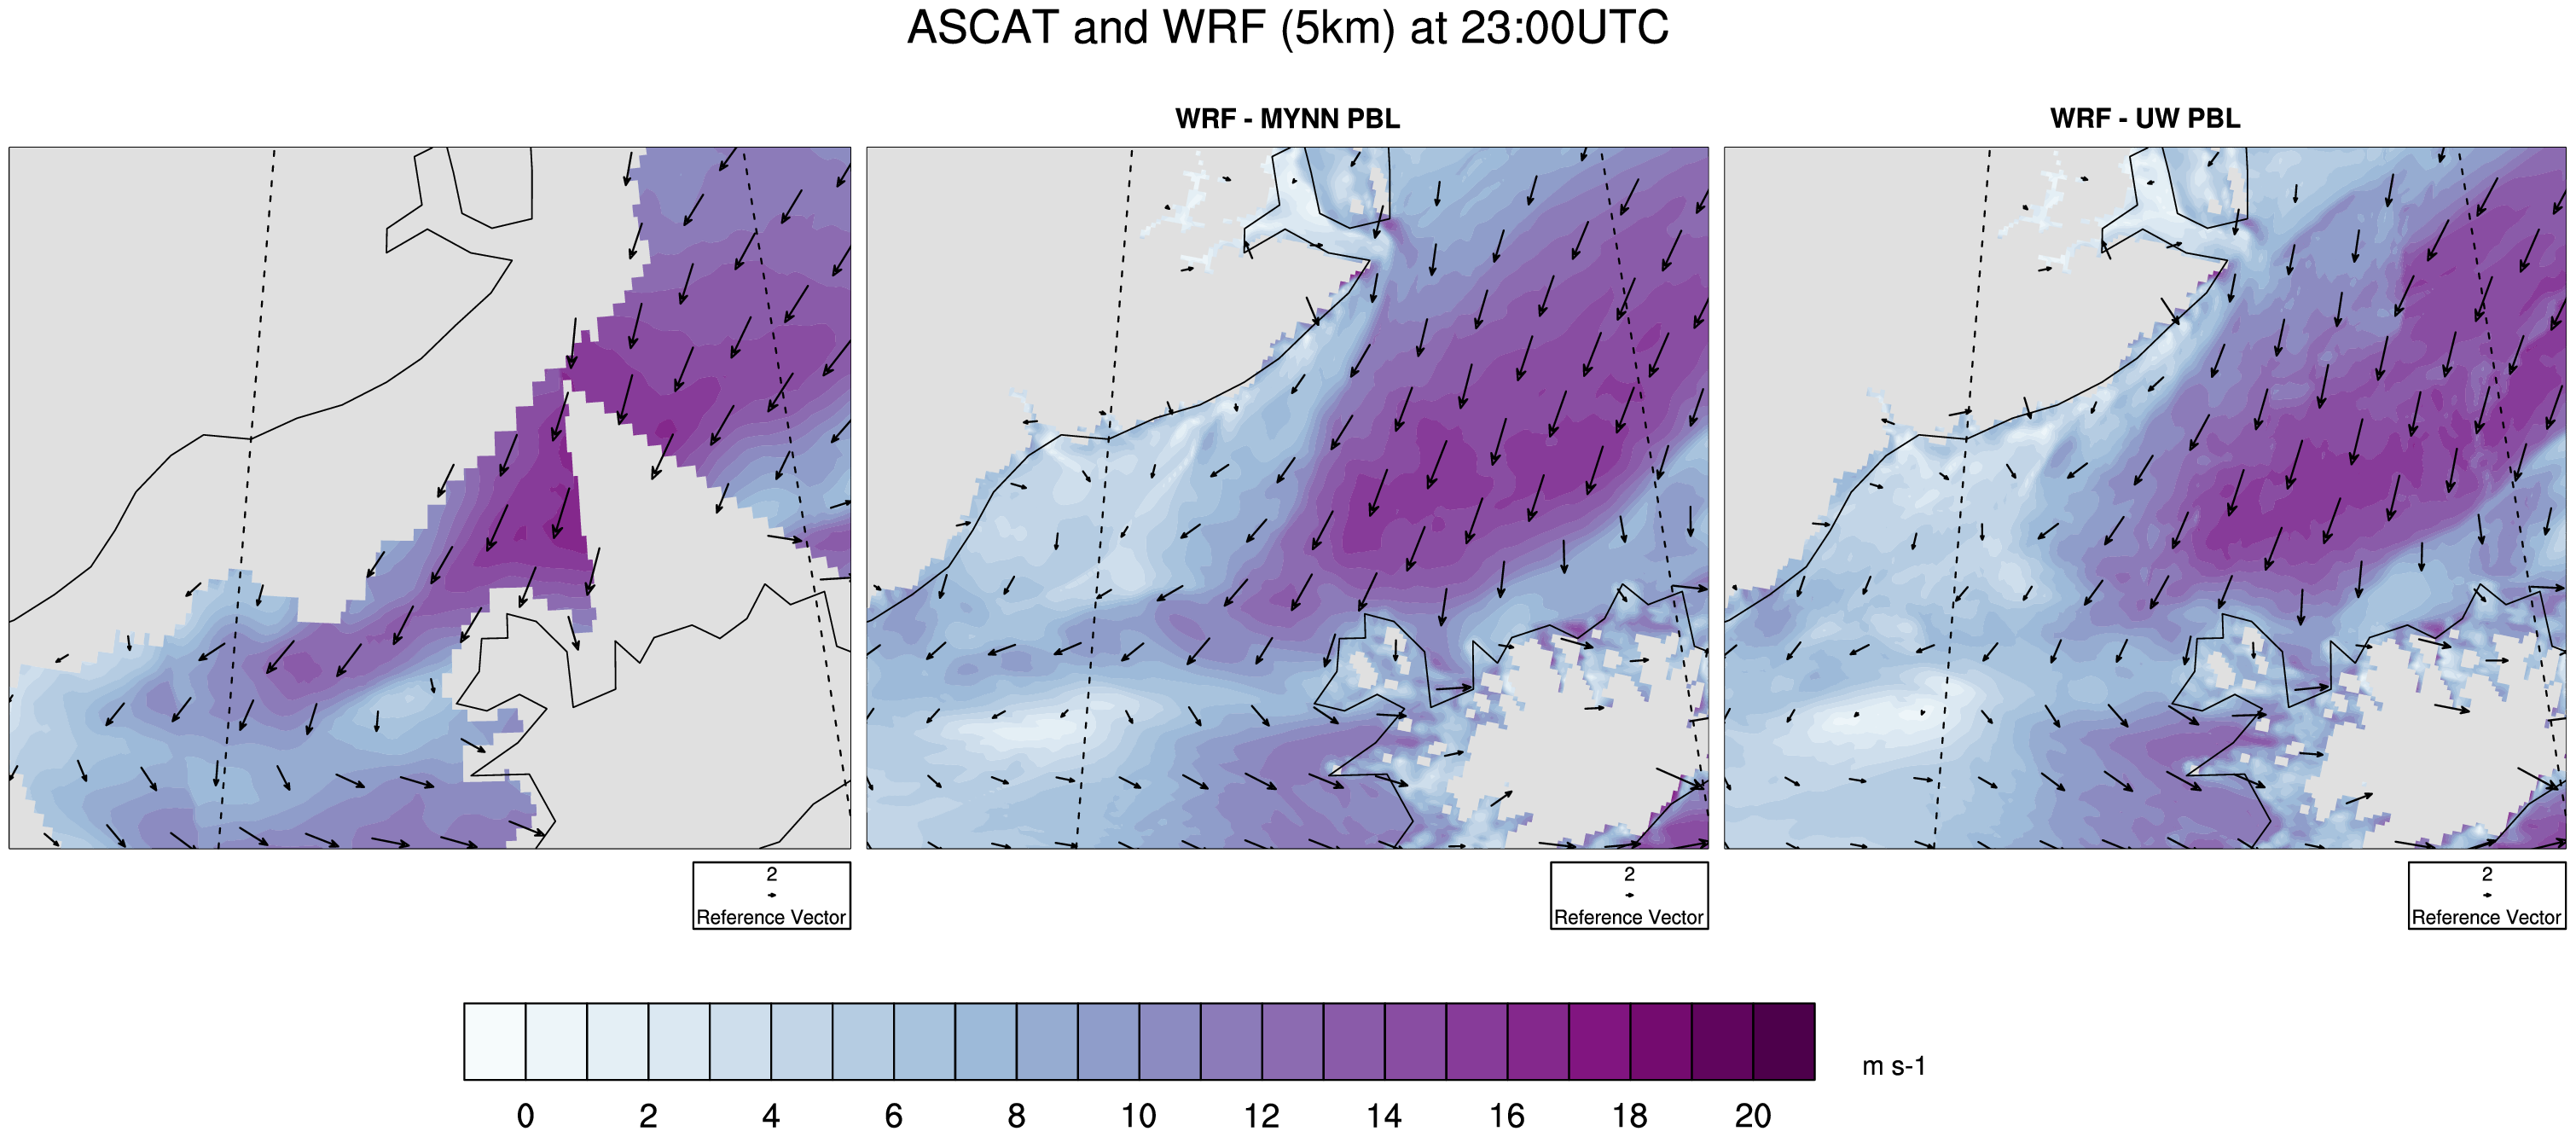 ASCAT and WRF (5km) at 23:00UTC
WRF - MYNN PBL
WRF - UW PBL
2
Reference Vector
2
Reference Vector
2
Reference Vector
m s-1
0 2 4 6 8 10 12 14 16 18 20